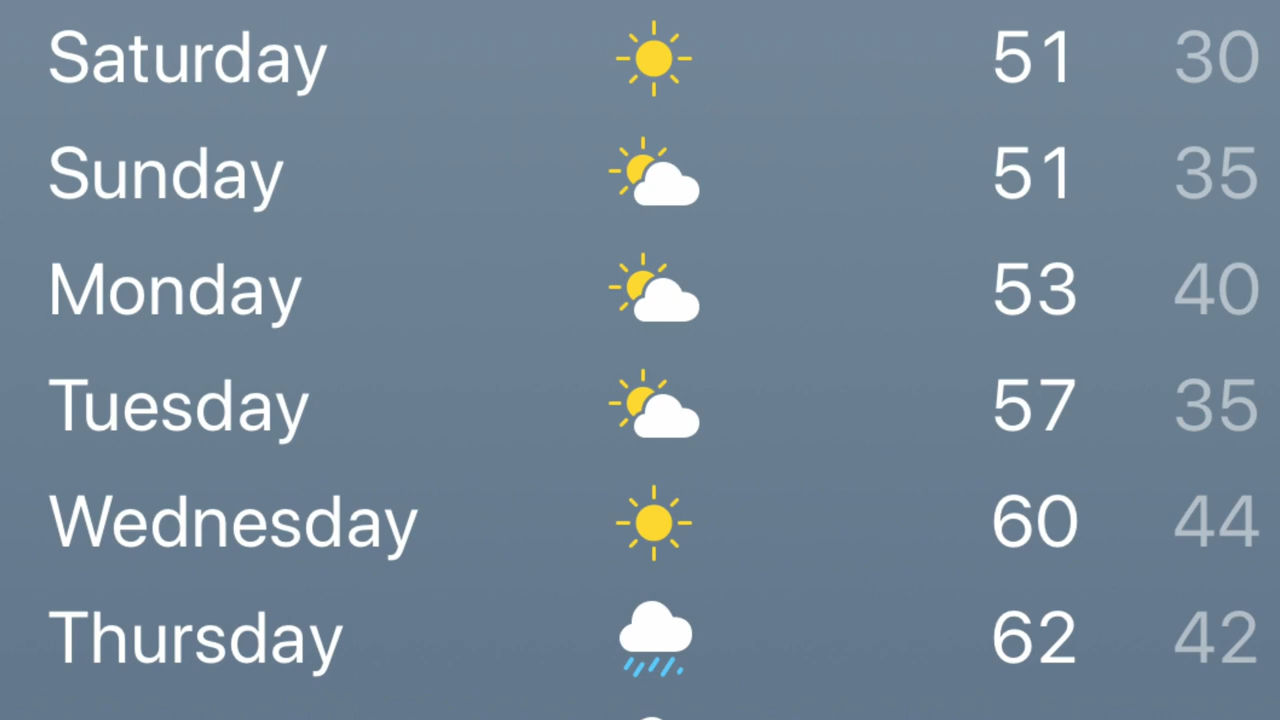 Saturday 51 30
Sunday 51 35
Monday 53 40
Tuesday 57 35
Wednesday 60 44
Thursday 62 42